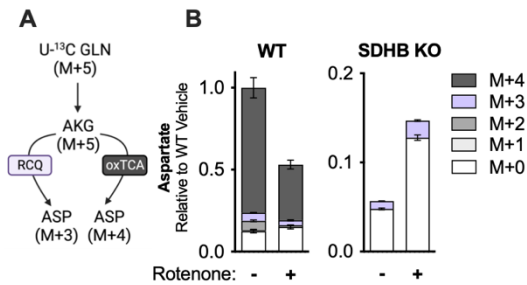 A
U-¹³C GLN
(M+5)
AKG
(M+5)
RCQ
oxTCA
ASP
(M+3)
ASP
(M+4)
B
WT
SDHB KO
Aspartate
Relative to WT Vehicle
1.0
0.5
0.0
0.2
0.1
0.0
M+4
M+3
M+2
M+1
M+0
Rotenone: - + - +